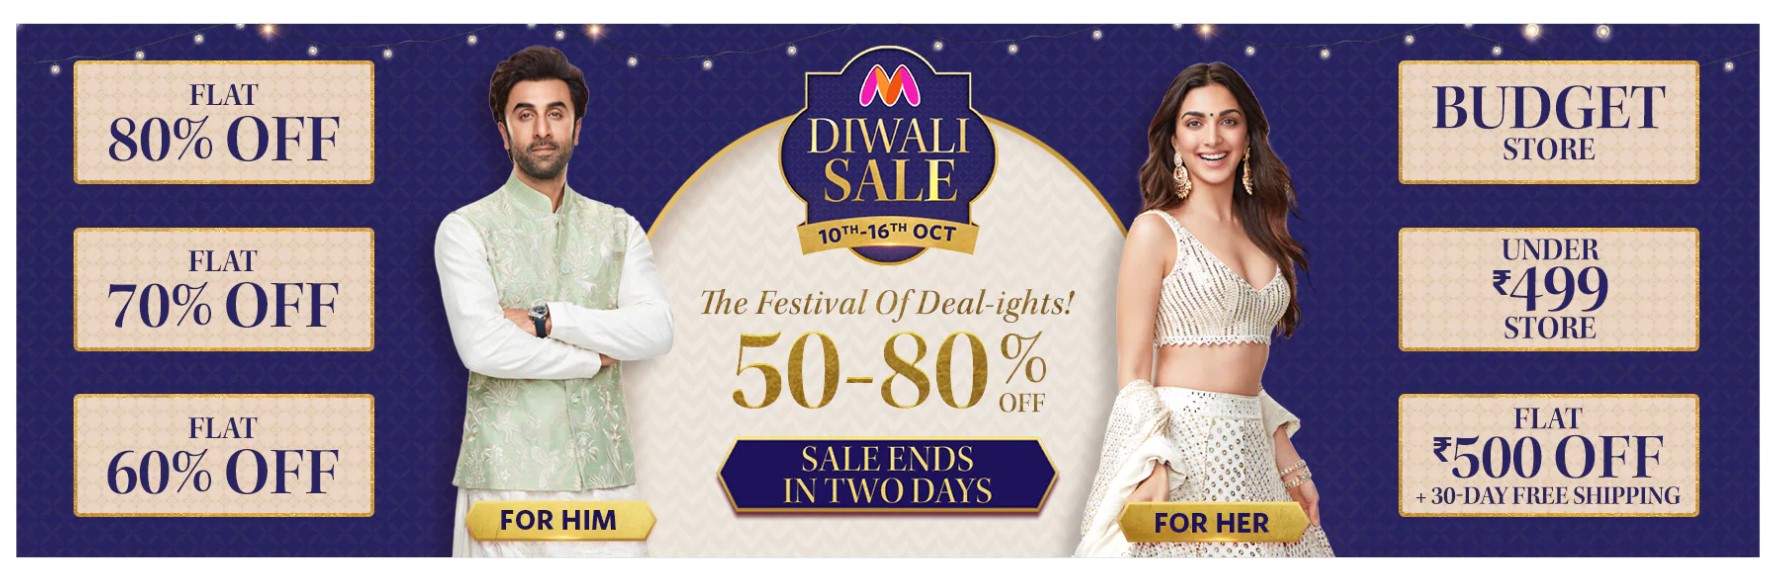 FLAT
80% OFF
FLAT
70% OFF
FLAT
60% OFF
DIWALI
SALE
10TH-16TH OCT
The Festival Of Deal-ights!
50-80%
OFF
SALE ENDS
IN TWO DAYS
FOR HIM
FOR HER
BUDGET
STORE
UNDER
₹499
STORE
FLAT
₹500 OFF
+ 30-DAY FREE SHIPPING